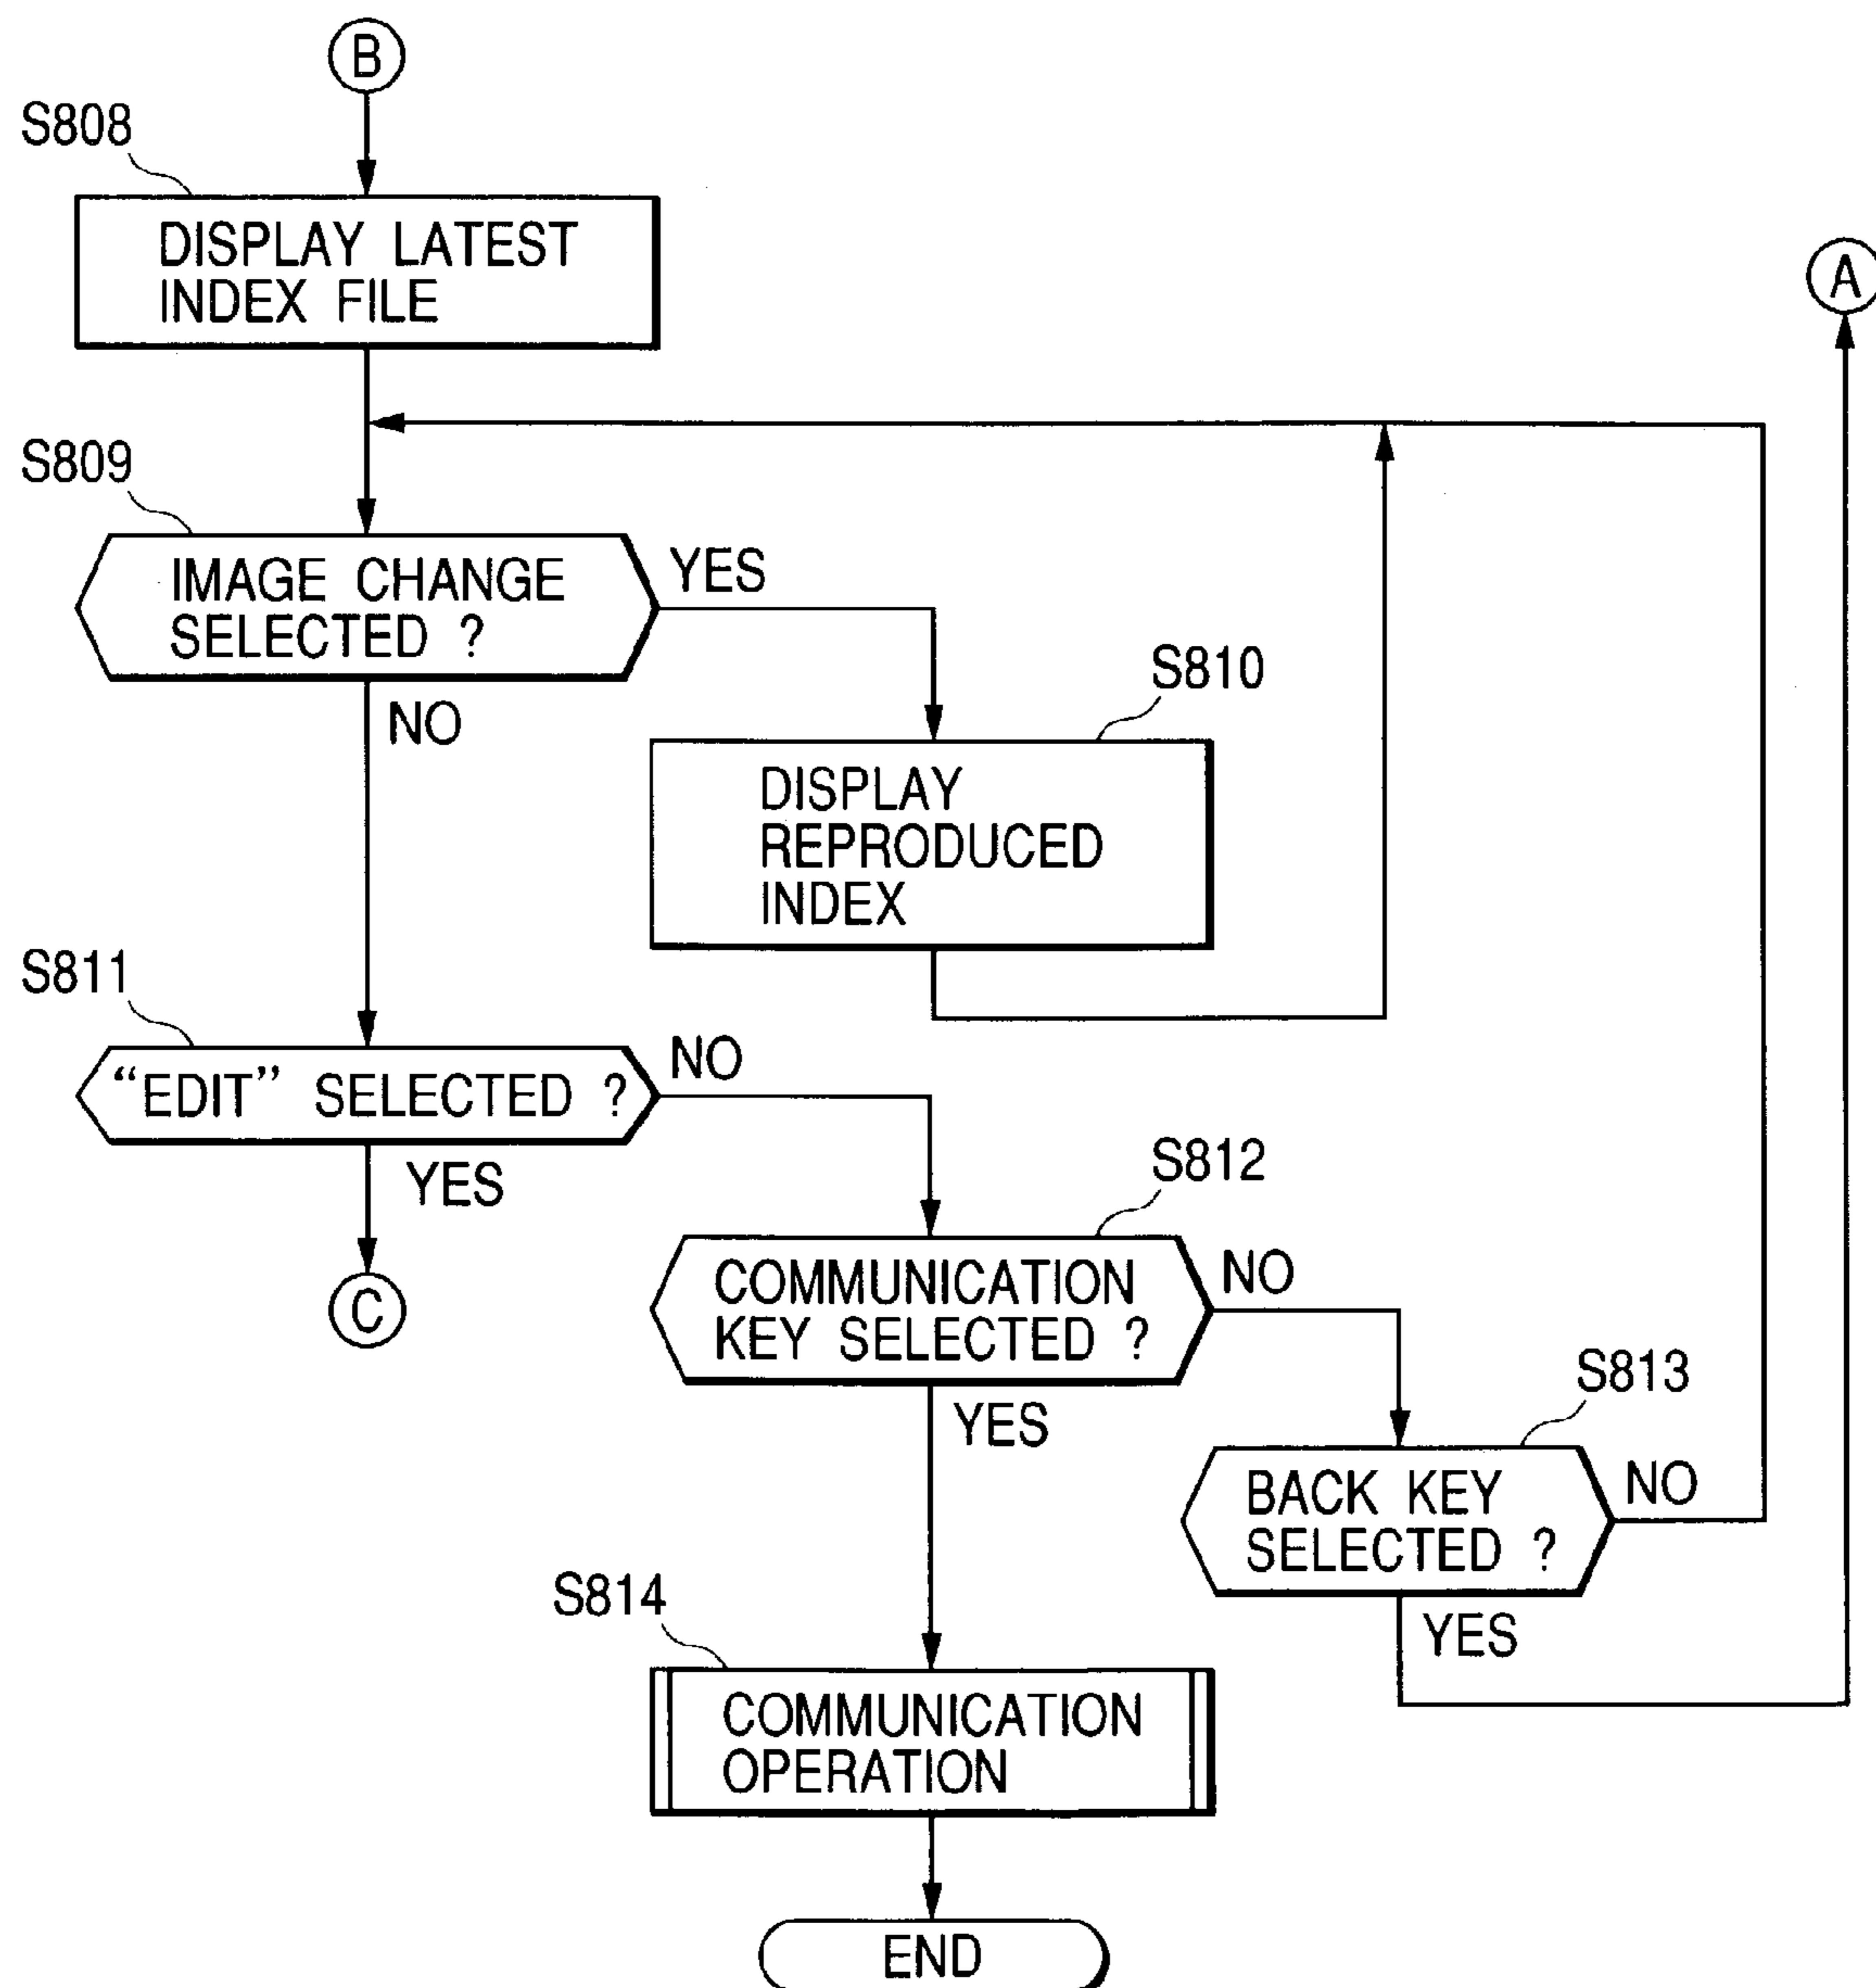 B
S808
DISPLAY LATEST
INDEX FILE
A
S809
IMAGE CHANGE
SELECTED ?
YES
NO
S810
DISPLAY
REPRODUCED
INDEX
S811
“EDIT” SELECTED ?
NO
YES
C
S812
COMMUNICATION
KEY SELECTED ?
NO
YES
S813
BACK KEY
SELECTED ?
NO
YES
S814
COMMUNICATION
OPERATION
END